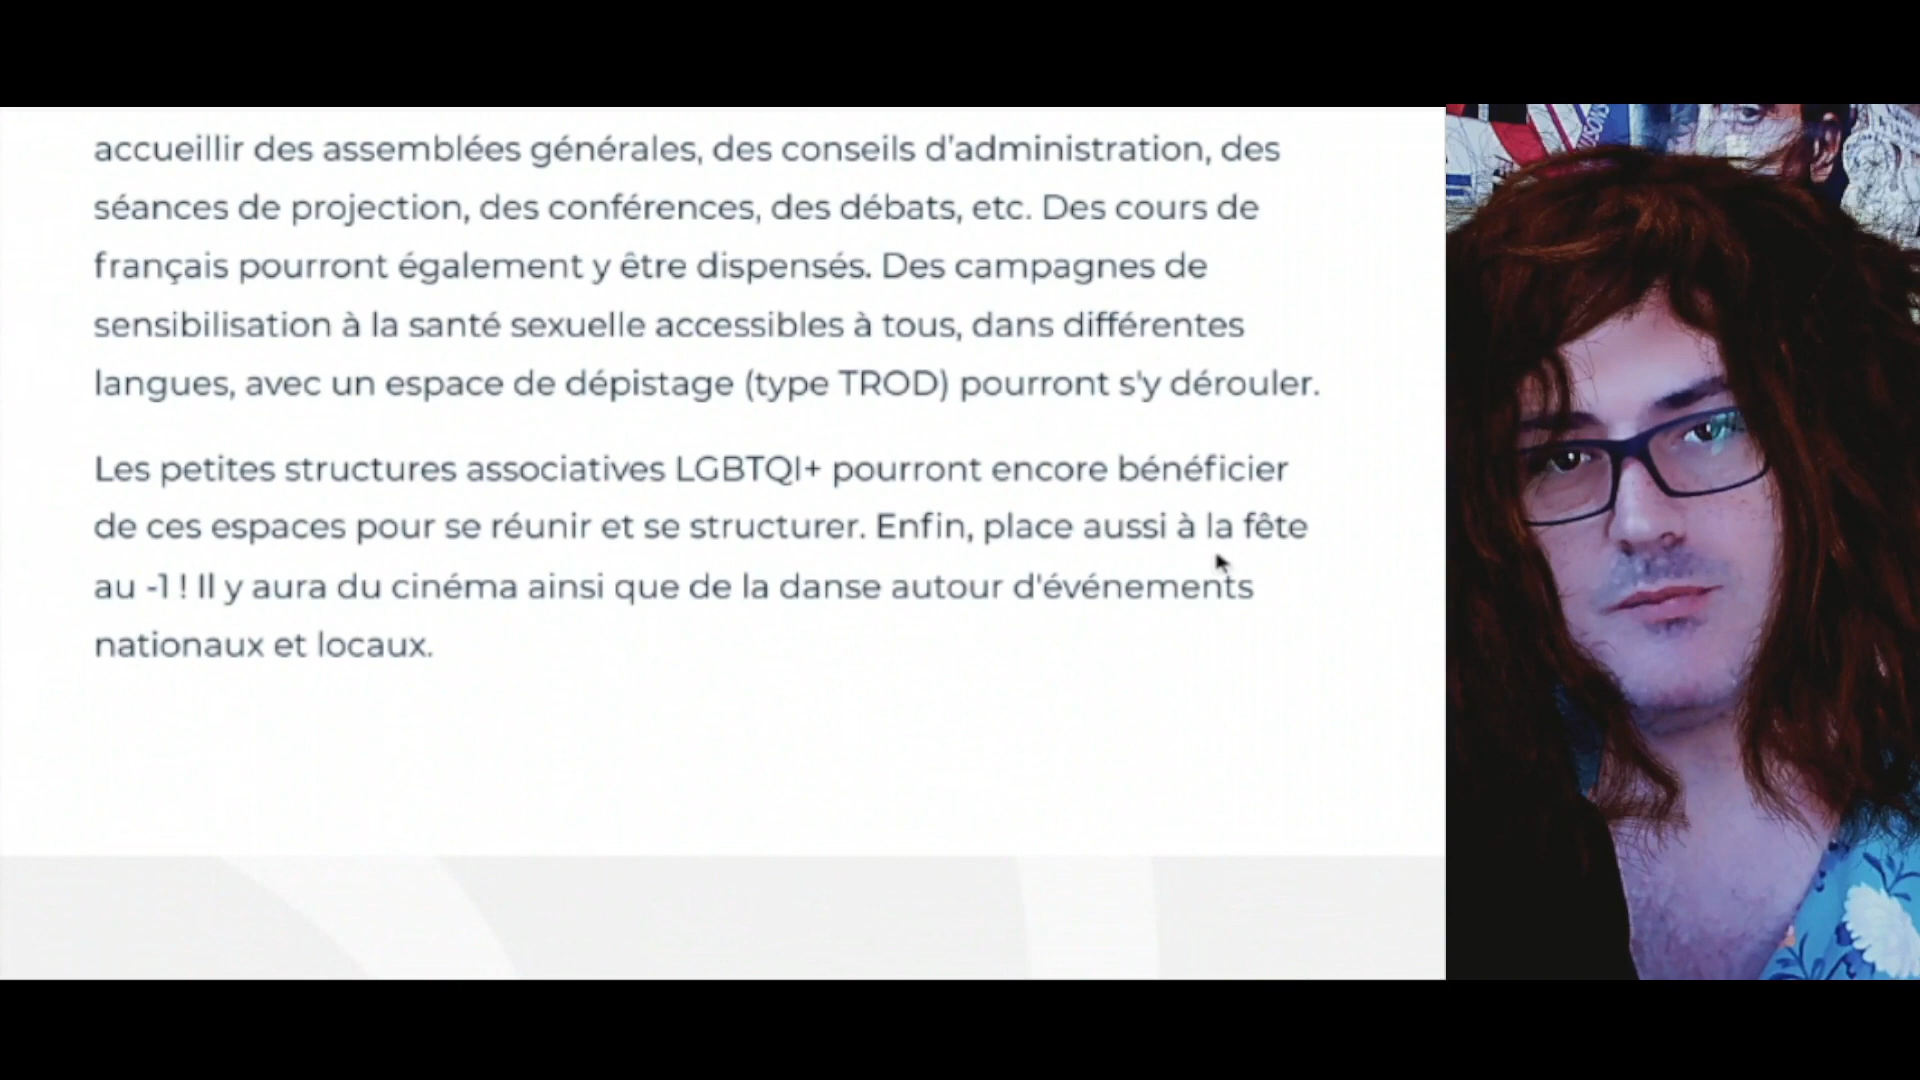 accueillir des assemblées générales, des conseils d'administration, des
séances de projection, des conférences, des débats, etc. Des cours de
français pourront également y être dispensés. Des campagnes de
sensibilisation à la santé sexuelle accessibles à tous, dans différentes
langues, avec un espace de dépistage (type TROD) pourront s'y dérouler.
Les petites structures associatives LGBTQI+ pourront encore bénéficier
de ces espaces pour se réunir et se structurer. Enfin, place aussi à la fête
au -1 ! Il y aura du cinéma ainsi que de la danse autour d'événements
nationaux et locaux.